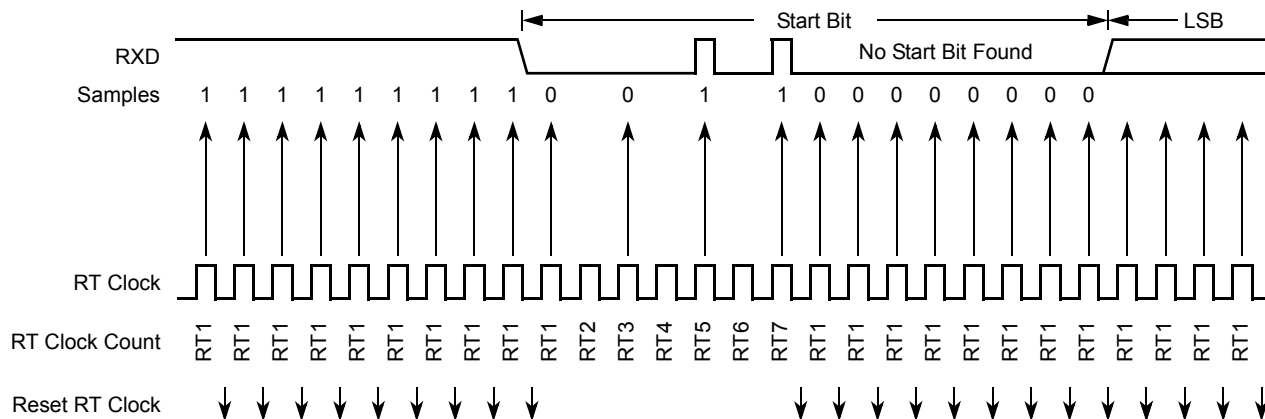 Start Bit LSB
RXD No Start Bit Found
Samples 1 1 1 1 1 1 1 1 1 0 0 1 1 0 0 0 0 0 0 0 0
RT Clock
RT Clock Count RT1 RT1 RT1 RT1 RT1 RT1 RT1 RT1 RT1 RT1 RT2 RT3 RT4 RT5 RT6 RT7 RT1 RT1 RT1 RT1 RT1 RT1 RT1 RT1 RT1 RT1 RT1 RT1
Reset RT Clock